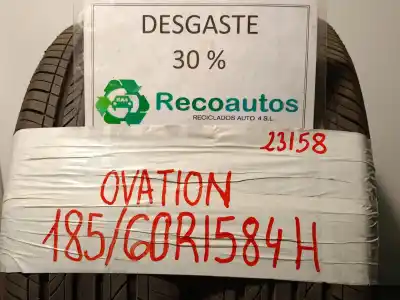 DESGASTE
30 %
Recoautos
RECICLADOS AUTO 4 S.L.
23158
OVATION
185/60R1584H